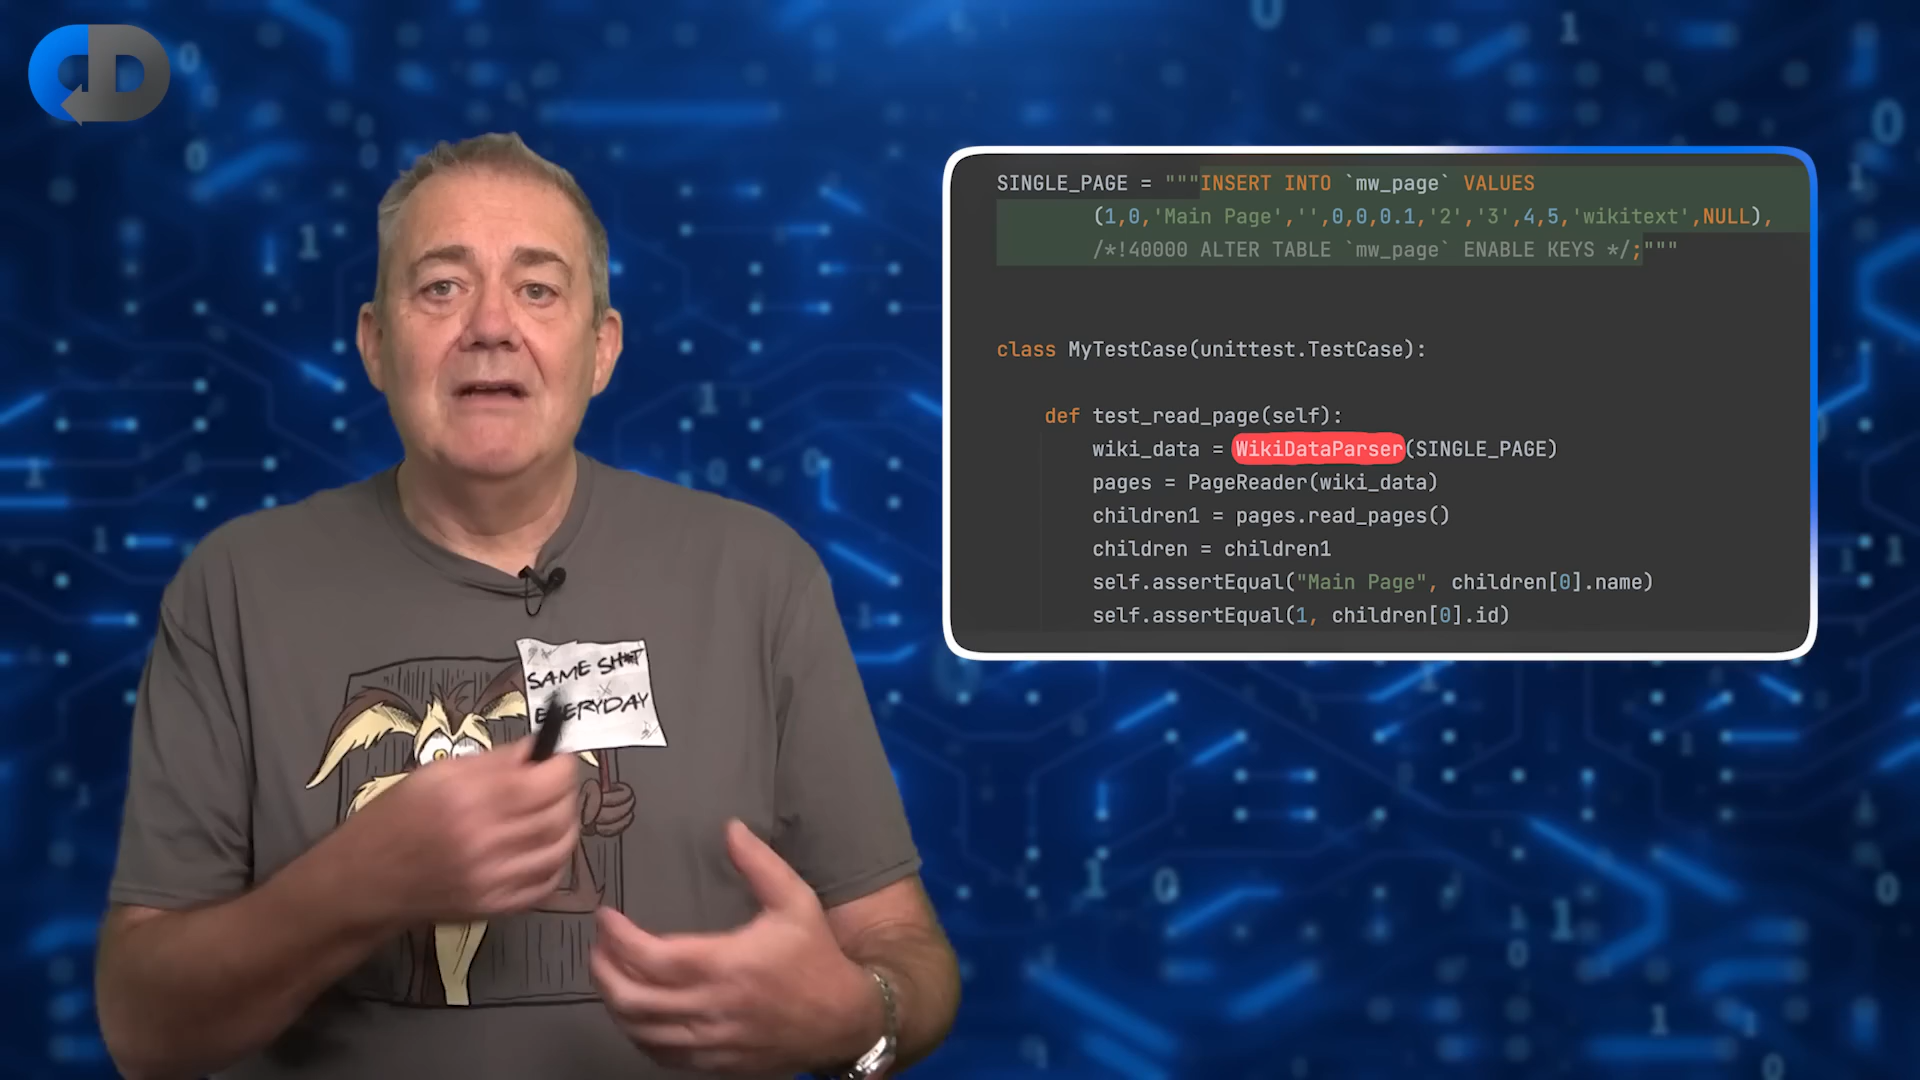 CD
SINGLE_PAGE = """INSERT INTO `mw_page` VALUES
(1,0,'Main Page','',0,0,0.1,'2','3',4,5,'wikitext',NULL),
/*!40000 ALTER TABLE `mw_page` ENABLE KEYS */;"""
class MyTestCase(unittest.TestCase):
def test_read_page(self):
wiki_data = WikiDataParser(SINGLE_PAGE)
pages = PageReader(wiki_data)
children1 = pages.read_pages()
children = children1
self.assertEqual("Main Page", children[0].name)
self.assertEqual(1, children[0].id)
SAME SH*T
EVERYDAY